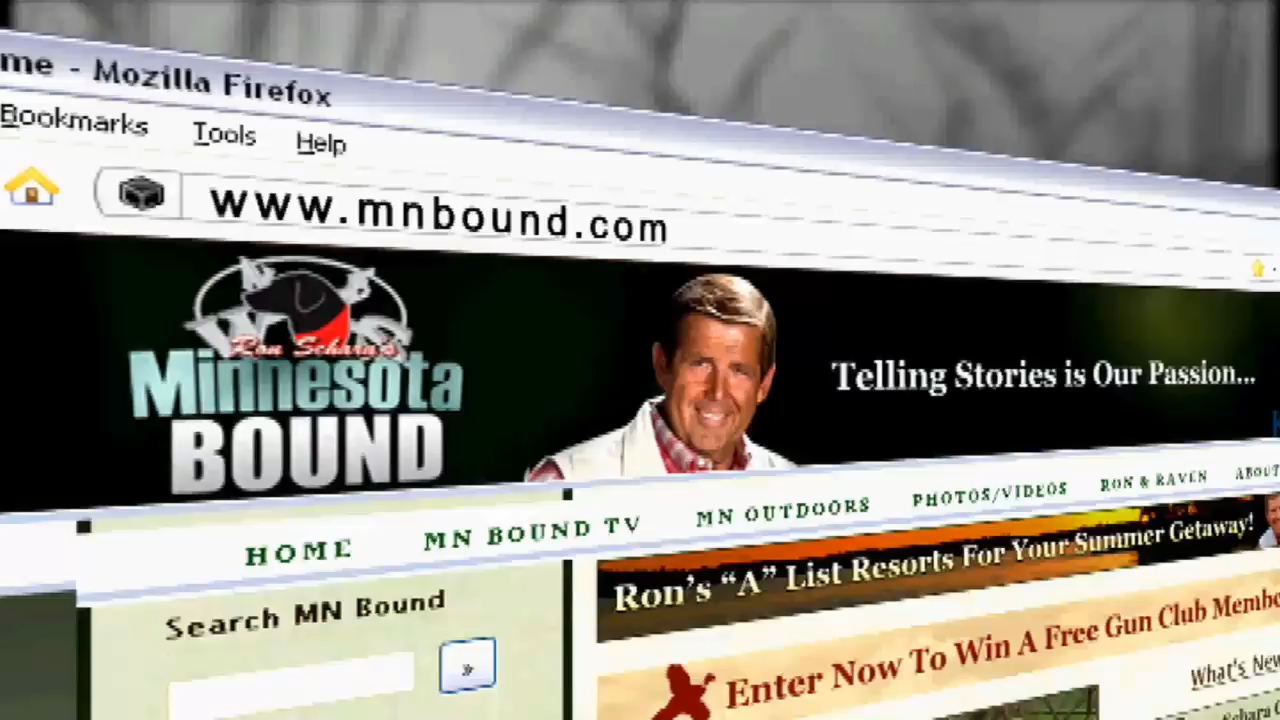 me - Mozilla Firefox
Bookmarks Tools Help
www.mnbound.com
Ron Schara's
Minnesota
BOUND
Telling Stories is Our Passion...
HOME MN BOUND TV MN OUTDOORS PHOTOS/VIDEOS RON & RAVEN ABOUT
Ron's “A” List Resorts For Your Summer Getaway!
Search MN Bound
»
Enter Now To Win A Free Gun Club Membe
What's New
Schara